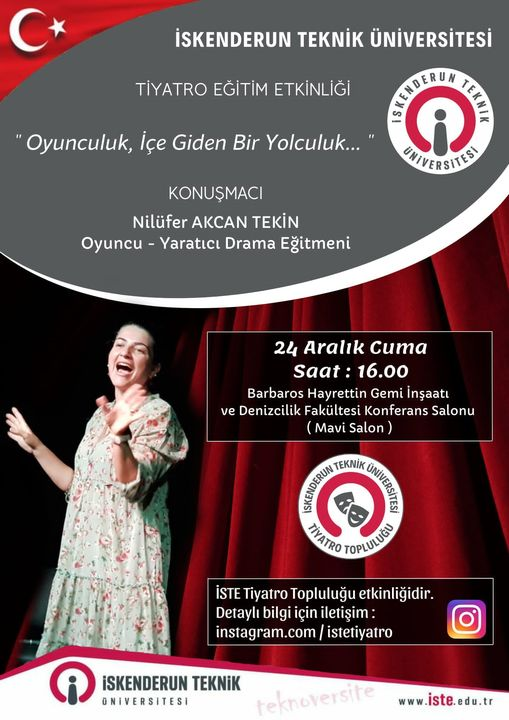 İSKENDERUN TEKNİK ÜNİVERSİTESİ
TİYATRO EĞİTİM ETKİNLİĞİ
İSKENDERUN TEKNİK
ÜNİVERSİTESİ
" Oyunculuk, İçe Giden Bir Yolculuk... "
KONUŞMACI
Nilüfer AKCAN TEKİN
Oyuncu - Yaratıcı Drama Eğitmeni
24 Aralık Cuma
Saat : 16.00
Barbaros Hayrettin Gemi İnşaatı
ve Denizcilik Fakültesi Konferans Salonu
( Mavi Salon )
İSKENDERUN TEKNİK ÜNİVERSİTESİ
TİYATRO TOPLULUĞU
İSTE Tiyatro Topluluğu etkinliğidir.
Detaylı bilgi için iletişim :
instagram.com / istetiyatro
İSKENDERUN TEKNİK
ÜNİVERSİTESİ
teknoversite
www.iste.edu.tr